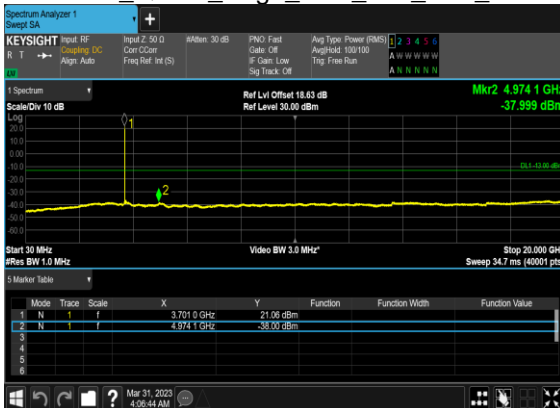 Spectrum Analyzer 1
Swept SA
+
KEYSIGHT Input: RF Input Z: 50 Ω #Atten: 30 dB PNO: Fast Avg Type: Power (RMS) 1 2 3 4 5 6
R T Coupling: DC Corr CCorr Gate: Off Avg|Hold: 100/100 A W W W W W
Align: Auto Freq Ref: Int (S) IF Gain: Low Trig: Free Run
Sig Track: Off A N N N N N
1 Spectrum Ref Lvl Offset 18.63 dB Mkr2 4.974 1 GHz
Scale/Div 10 dB Ref Level 30.00 dBm -37.999 dBm
Log
1
20.0
10.0
0.00
-10.0 DL1 -13.00 dBm
-20.0
-30.0 2
-40.0
-50.0
-60.0
Start 30 MHz Video BW 3.0 MHz* Stop 20.000 GH
#Res BW 1.0 MHz Sweep 34.7 ms (40001 pts
5 Marker Table
Mode Trace Scale X Y Function Function Width Function Value
1 N 1 f 3.701 0 GHz 21.06 dBm
2 N 1 f 4.974 1 GHz -38.00 dBm
3
4
5
6
? Mar 31, 2023
4:06:44 AM